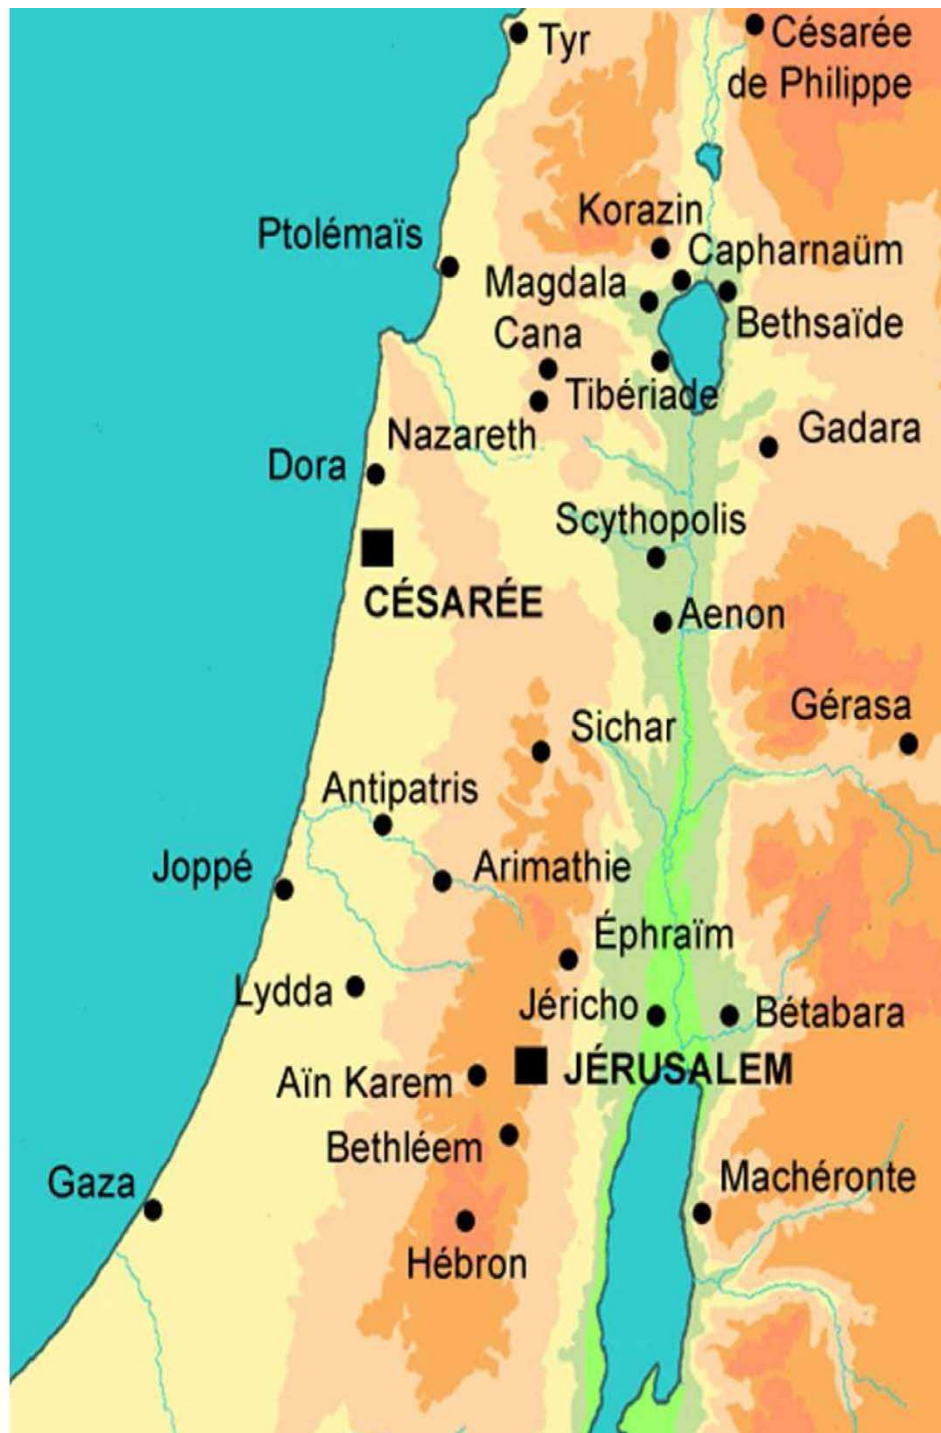 Tyr
Césarée
de Philippe
Korazin
Ptolémaïs
Capharnaüm
Magdala
Bethsaïde
Cana
Tibériade
Nazareth
Gadara
Dora
Scythopolis
CÉSARÉE
Aenon
Gérasa
Sichar
Antipatris
Joppé
Arimathie
Éphraïm
Lydda
Jéricho
Bétabara
JÉRUSALEM
Aïn Karem
Bethléem
Machéronte
Gaza
Hébron